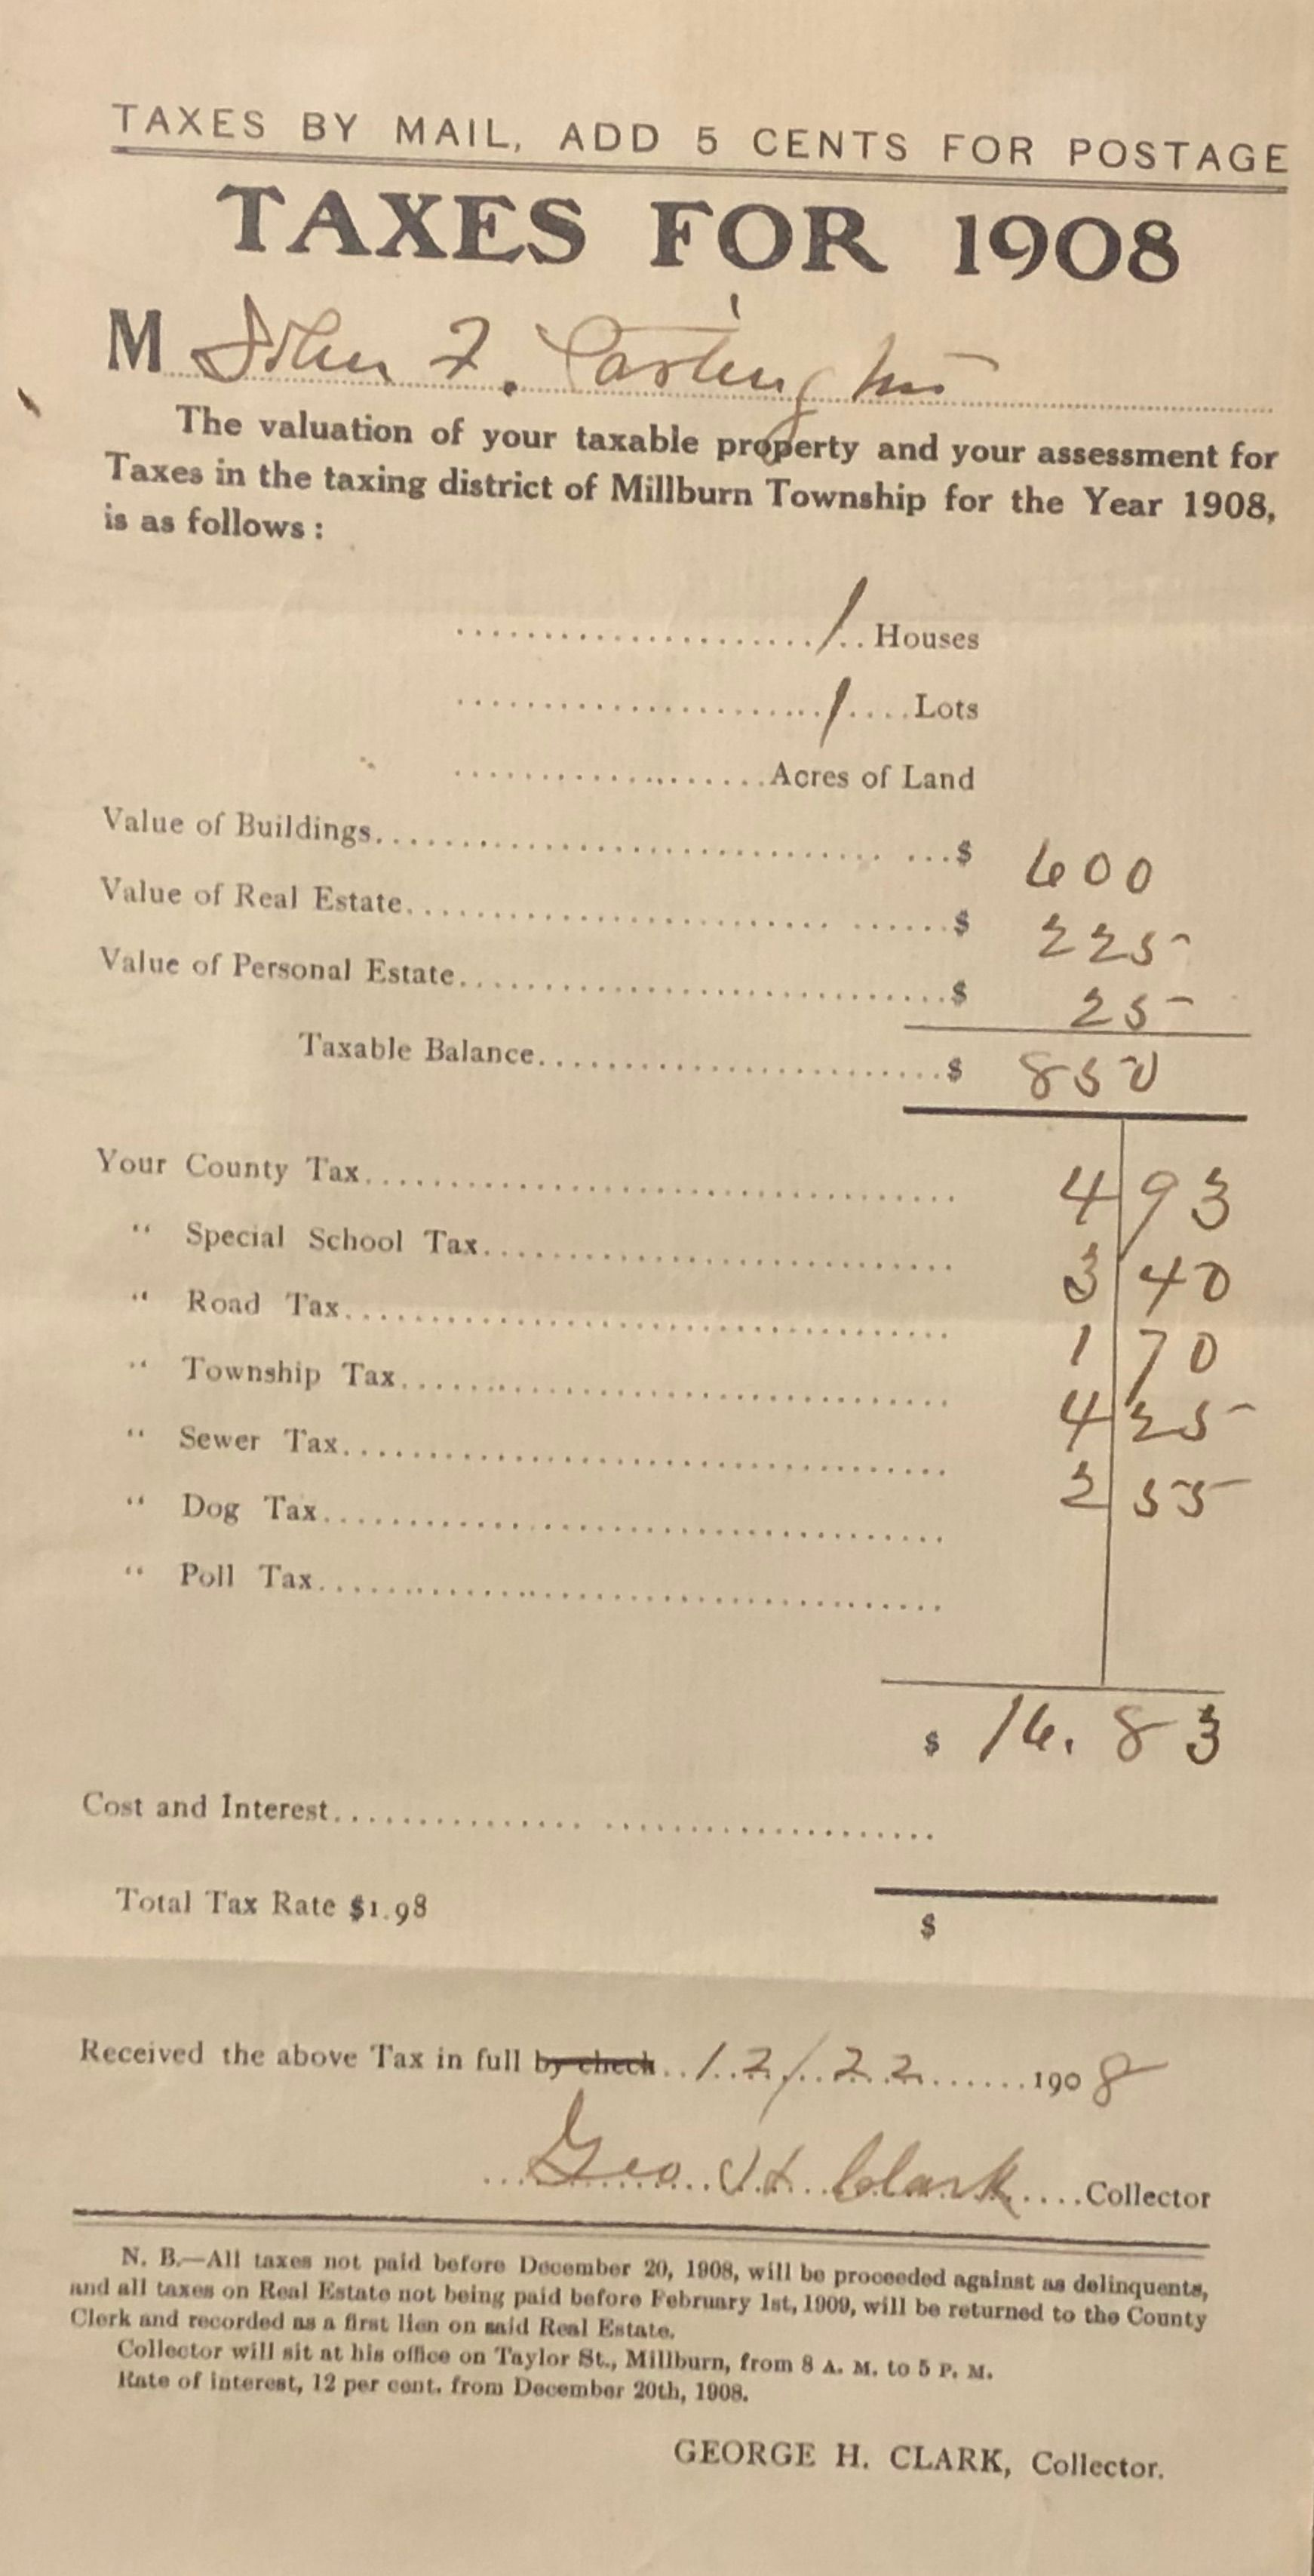 TAXES BY MAIL, ADD 5 CENTS FOR POSTAGE
TAXES FOR 1908
M John F.
The valuation of your taxable property and your assessment for
Taxes in the taxing district of Millburn Township for the Year 1908,
is as follows:
1 Houses
1 Lots
Acres of Land
Value of Buildings $ 600
Value of Real Estate $ 225
Value of Personal Estate $ 25
Taxable Balance $ 850
Your County Tax 4 93
" Special School Tax 3 40
" Road Tax 1 70
" Township Tax 4 25
" Sewer Tax 2 55
" Dog Tax
" Poll Tax
$ 16.83
Cost and Interest
Total Tax Rate $1.98
$
Received the above Tax in full by check 12/22 1908
Geo. H. Clark Collector
N. B.—All taxes not paid before December 20, 1908, will be proceeded against as delinquents,
and all taxes on Real Estate not being paid before February 1st, 1909, will be returned to the County
Clerk and recorded as a first lien on said Real Estate.
Collector will sit at his office on Taylor St., Millburn, from 8 A. M. to 5 P. M.
Rate of interest, 12 per cent. from December 20th, 1908.
GEORGE H. CLARK, Collector.